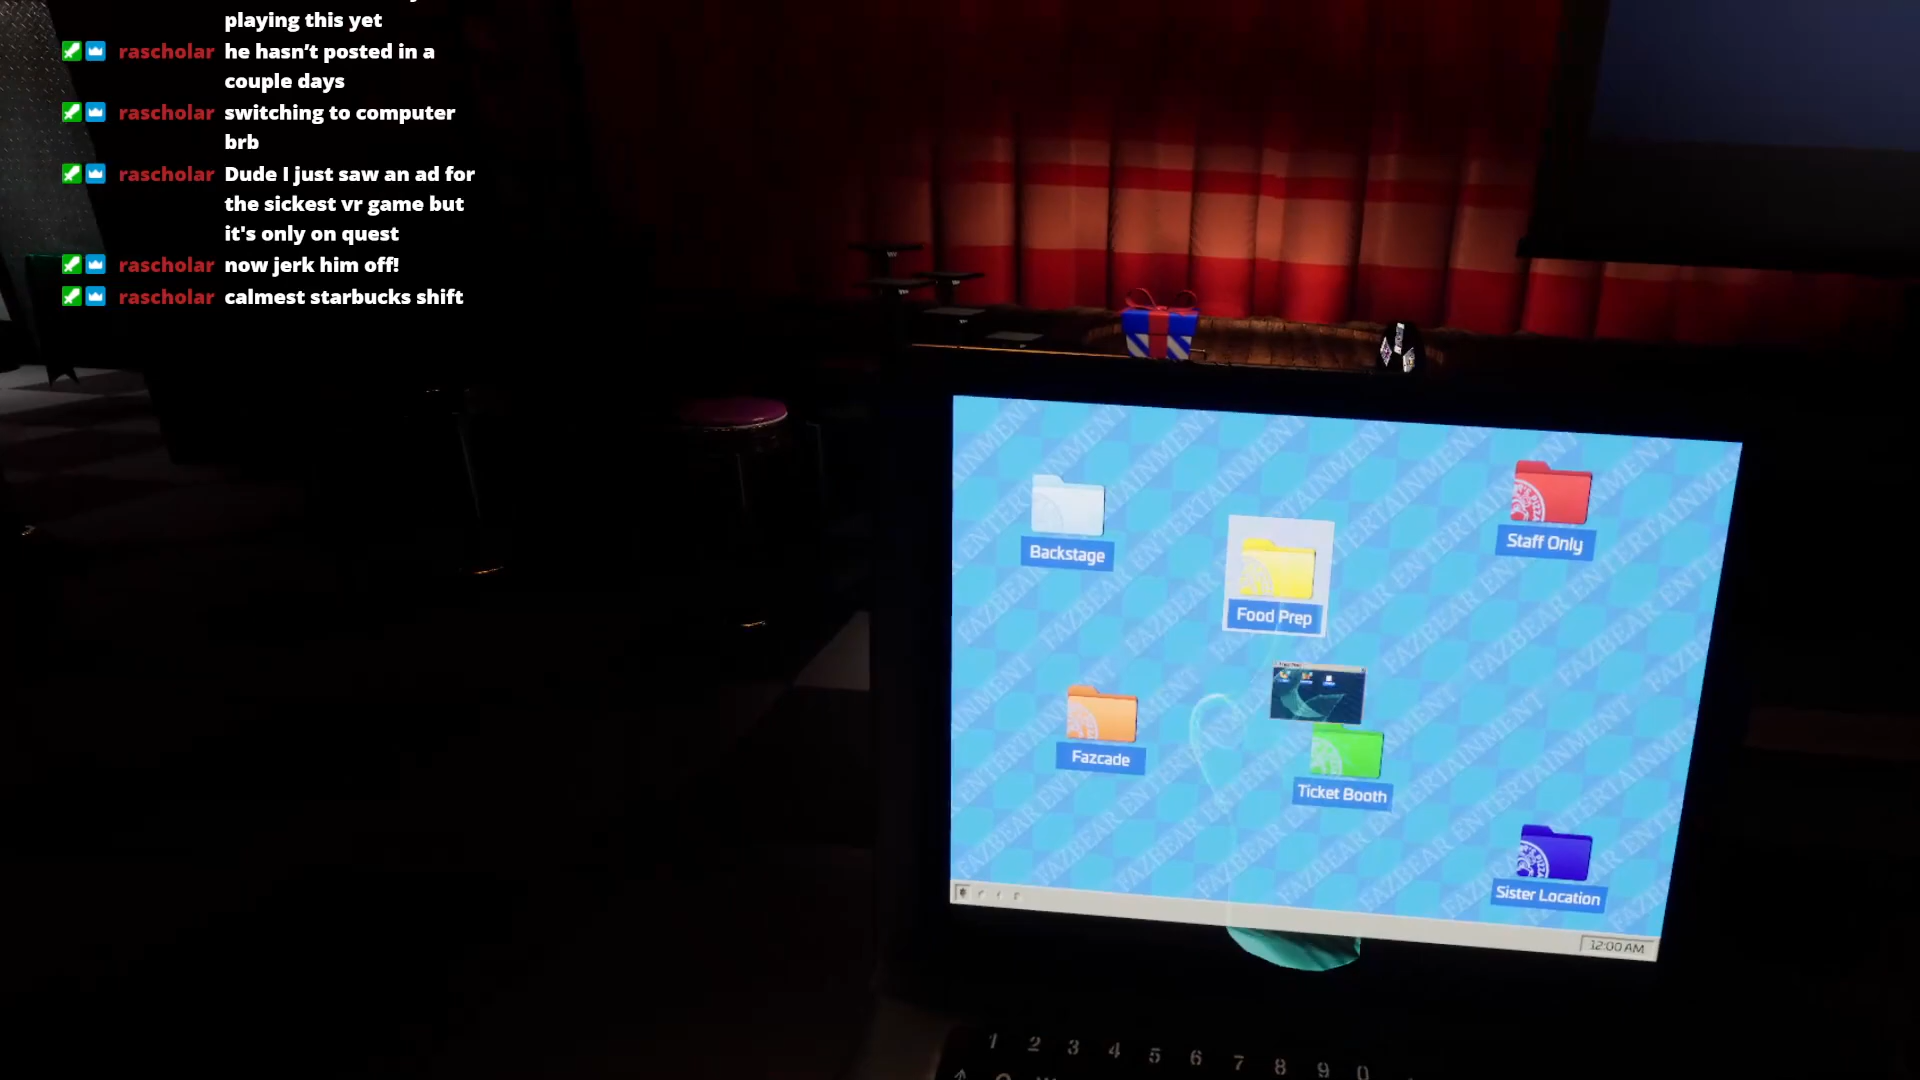 playing this yet
rascholar he hasn't posted in a
couple days
rascholar switching to computer
brb
rascholar Dude I just saw an ad for
the sickest vr game but
it's only on quest
rascholar now jerk him off!
rascholar calmest starbucks shift
Backstage
Staff Only
Food Prep
Fazcade
Ticket Booth
Sister Location
FAZBEAR ENTERTAINMENT
12:00 AM
1 2 3 4 5 6 7 8 9 0